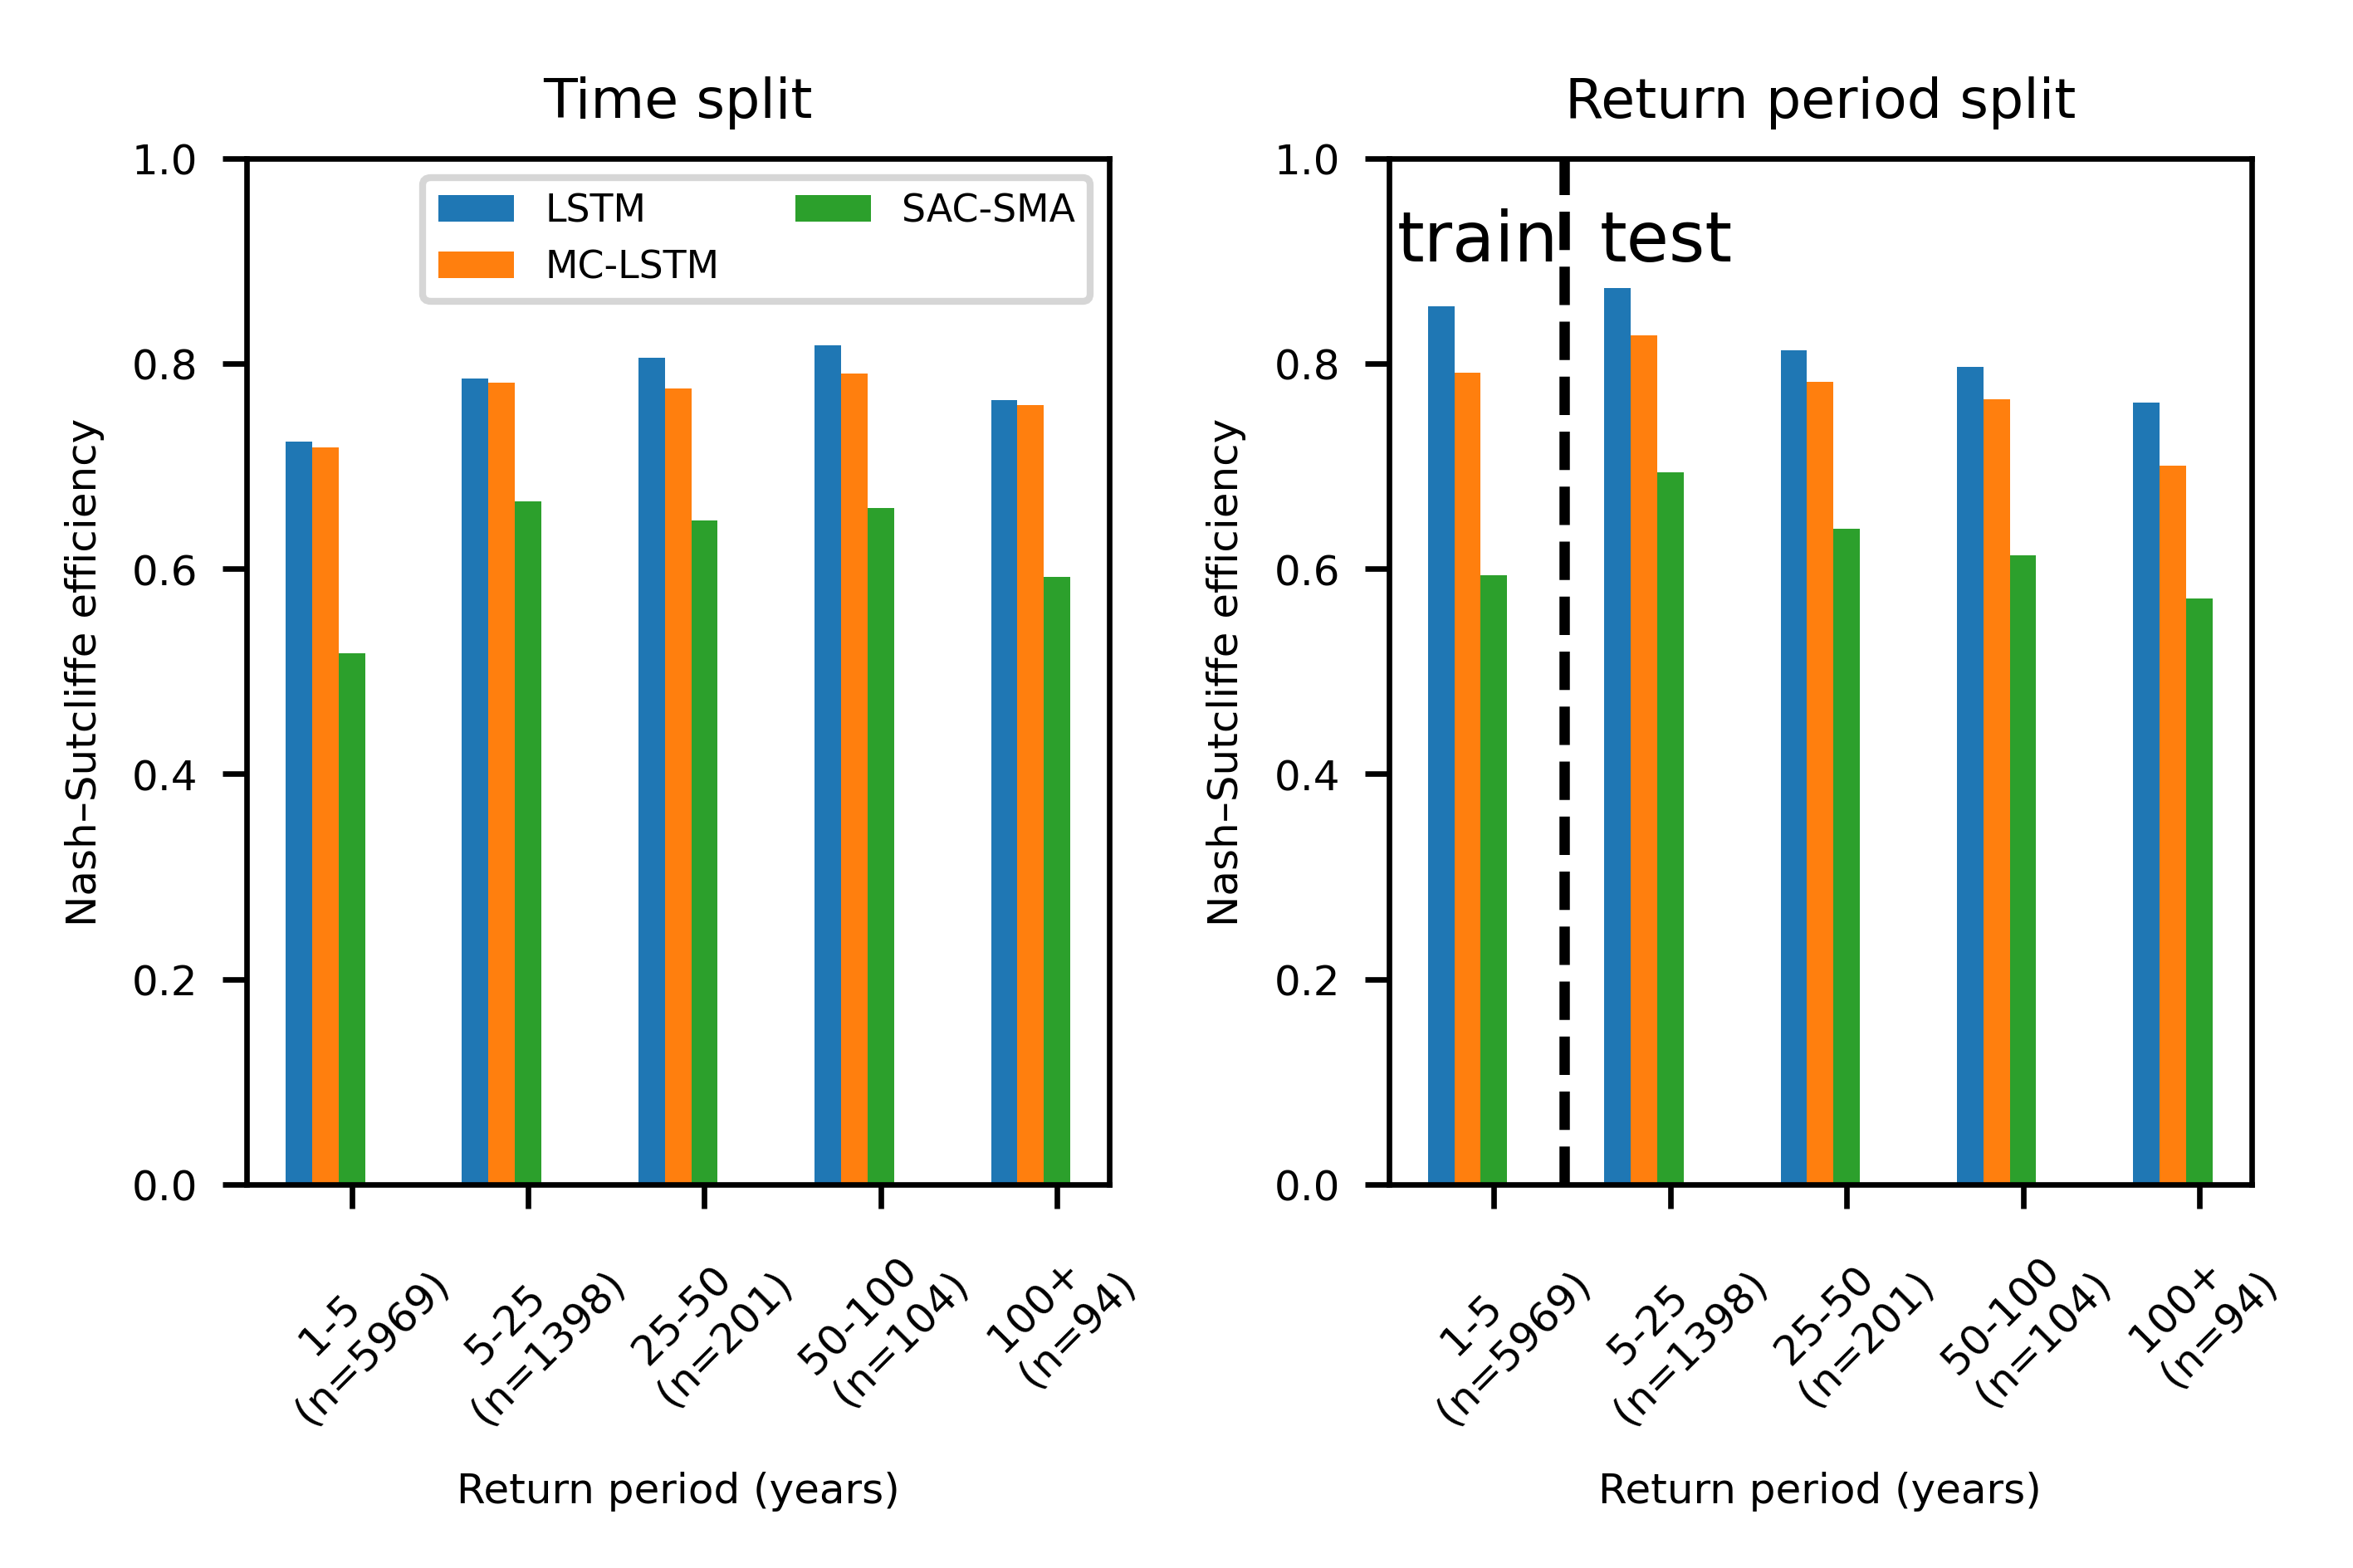 Time split
1.0
0.8
0.6
0.4
0.2
0.0
Nash–Sutcliffe efficiency
LSTM
MC-LSTM
SAC-SMA
1-5
(n=5969)
5-25
(n=1398)
25-50
(n=201)
50-100
(n=104)
100+
(n=94)
Return period (years)
Return period split
1.0
0.8
0.6
0.4
0.2
0.0
Nash–Sutcliffe efficiency
train
test
1-5
(n=5969)
5-25
(n=1398)
25-50
(n=201)
50-100
(n=104)
100+
(n=94)
Return period (years)